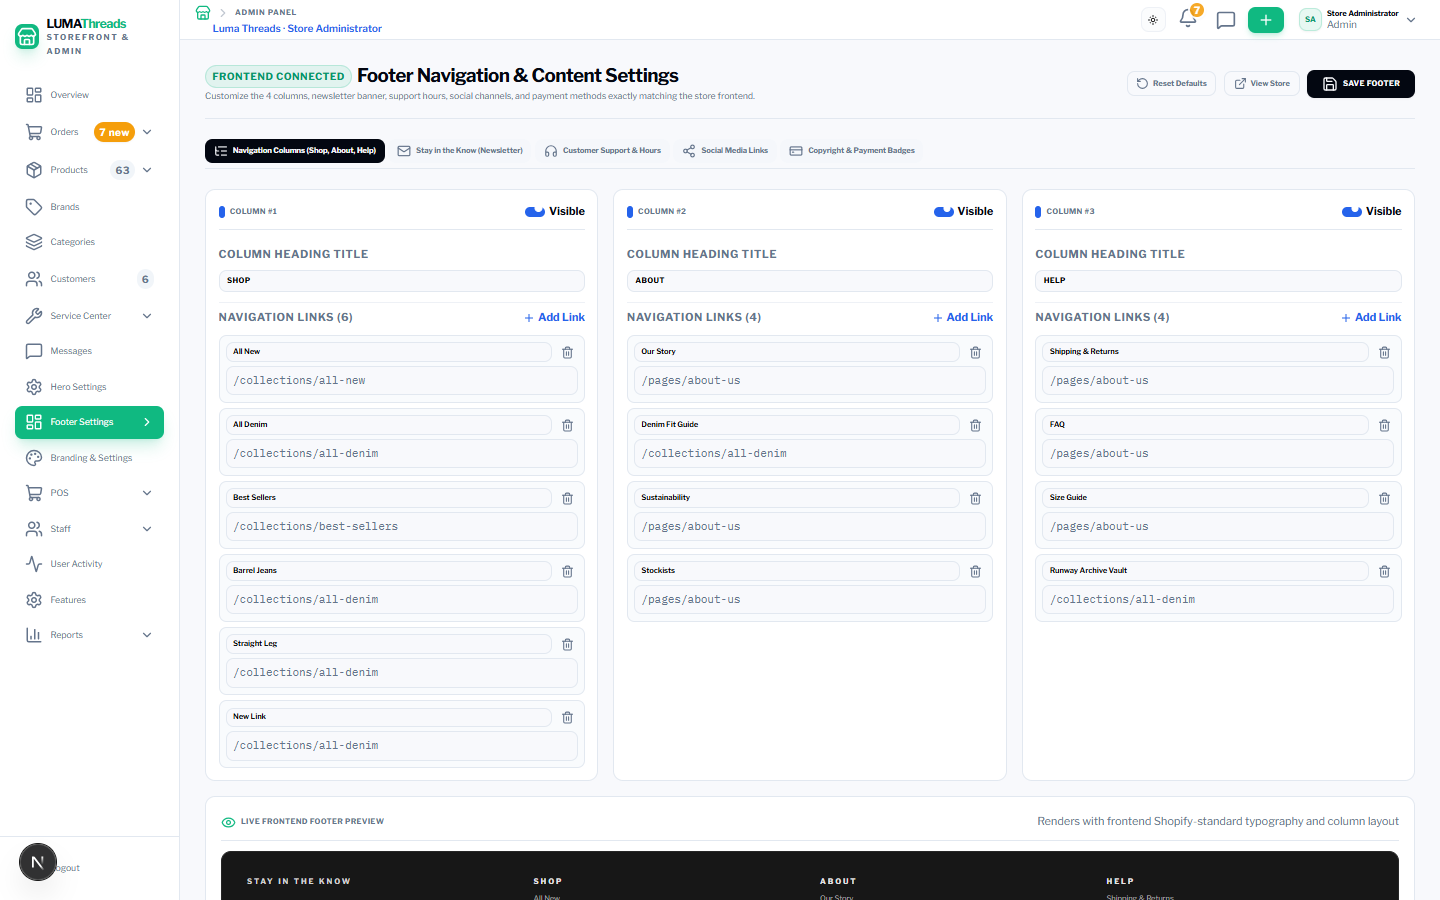 LUMAThreads
STOREFRONT &
ADMIN
Overview
Orders
7 new
Products
63
Brands
Categories
Customers
6
Service Center
Messages
Hero Settings
Footer Settings
Branding & Settings
POS
Staff
User Activity
Features
Reports
N
ogout
ADMIN PANEL
Luma Threads · Store Administrator
7
SA
Store Administrator
Admin
FRONTEND CONNECTED
Footer Navigation & Content Settings
Customize the 4 columns, newsletter banner, support hours, social channels, and payment methods exactly matching the store frontend.
Reset Defaults
View Store
SAVE FOOTER
Navigation Columns (Shop, About, Help)
Stay in the Know (Newsletter)
Customer Support & Hours
Social Media Links
Copyright & Payment Badges
COLUMN #1
Visible
COLUMN HEADING TITLE
SHOP
NAVIGATION LINKS (6)
+ Add Link
All New
/collections/all-new
All Denim
/collections/all-denim
Best Sellers
/collections/best-sellers
Barrel Jeans
/collections/all-denim
Straight Leg
/collections/all-denim
New Link
/collections/all-denim
COLUMN #2
Visible
COLUMN HEADING TITLE
ABOUT
NAVIGATION LINKS (4)
+ Add Link
Our Story
/pages/about-us
Denim Fit Guide
/collections/all-denim
Sustainability
/pages/about-us
Stockists
/pages/about-us
COLUMN #3
Visible
COLUMN HEADING TITLE
HELP
NAVIGATION LINKS (4)
+ Add Link
Shipping & Returns
/pages/about-us
FAQ
/pages/about-us
Size Guide
/pages/about-us
Runway Archive Vault
/collections/all-denim
LIVE FRONTEND FOOTER PREVIEW
Renders with frontend Shopify-standard typography and column layout
STAY IN THE KNOW
SHOP
ABOUT
HELP
All New
Our Story
Shipping & Returns